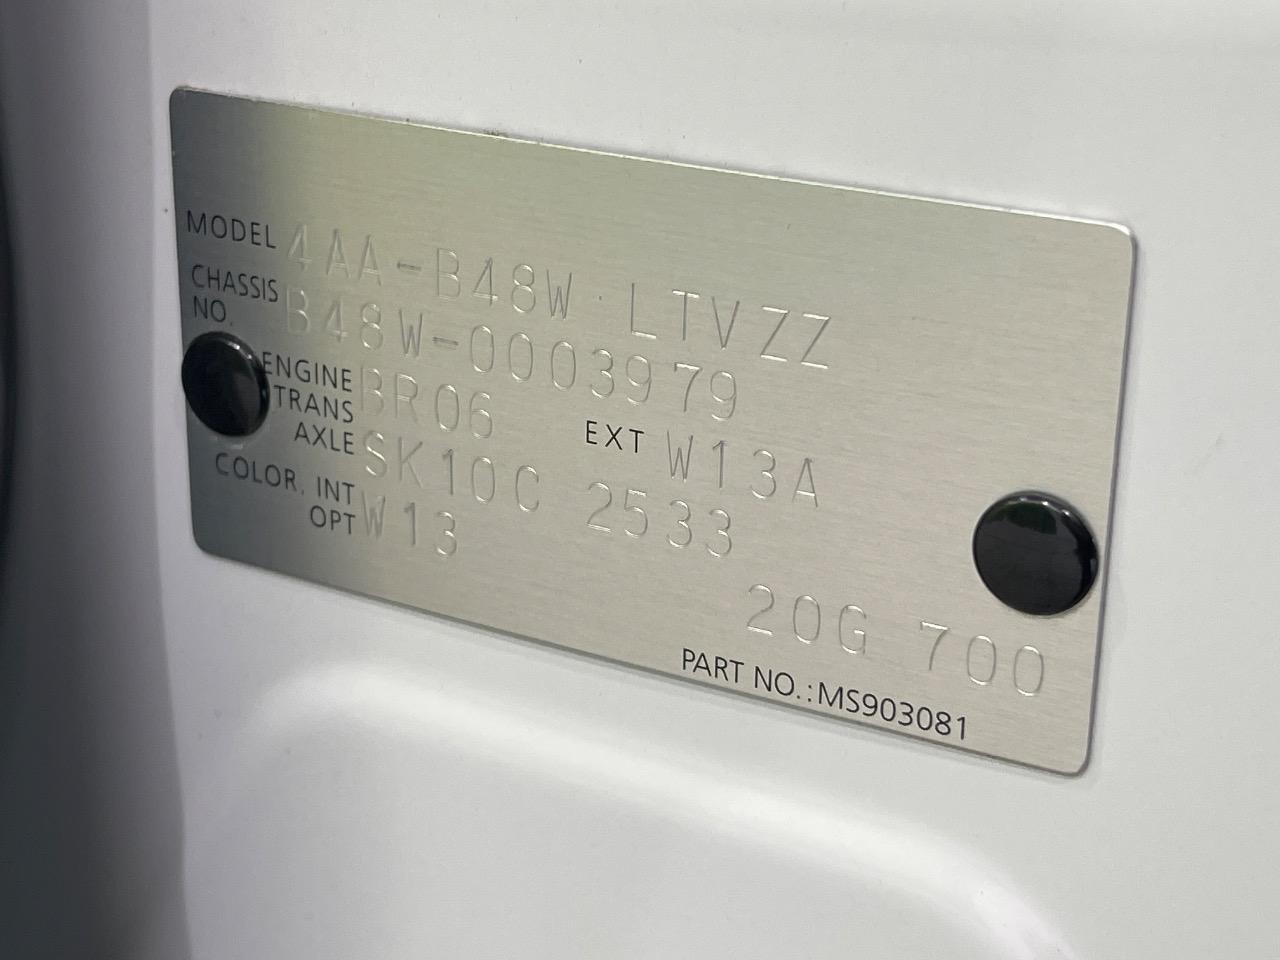 MODEL 4AA-B48W LTVZZ
CHASSIS NO. B48W-0003979
ENGINE BR06 EXT W13A
TRANS AXLE SK10C 2533
COLOR. INT OPT W13
20G 700
PART NO.:MS903081